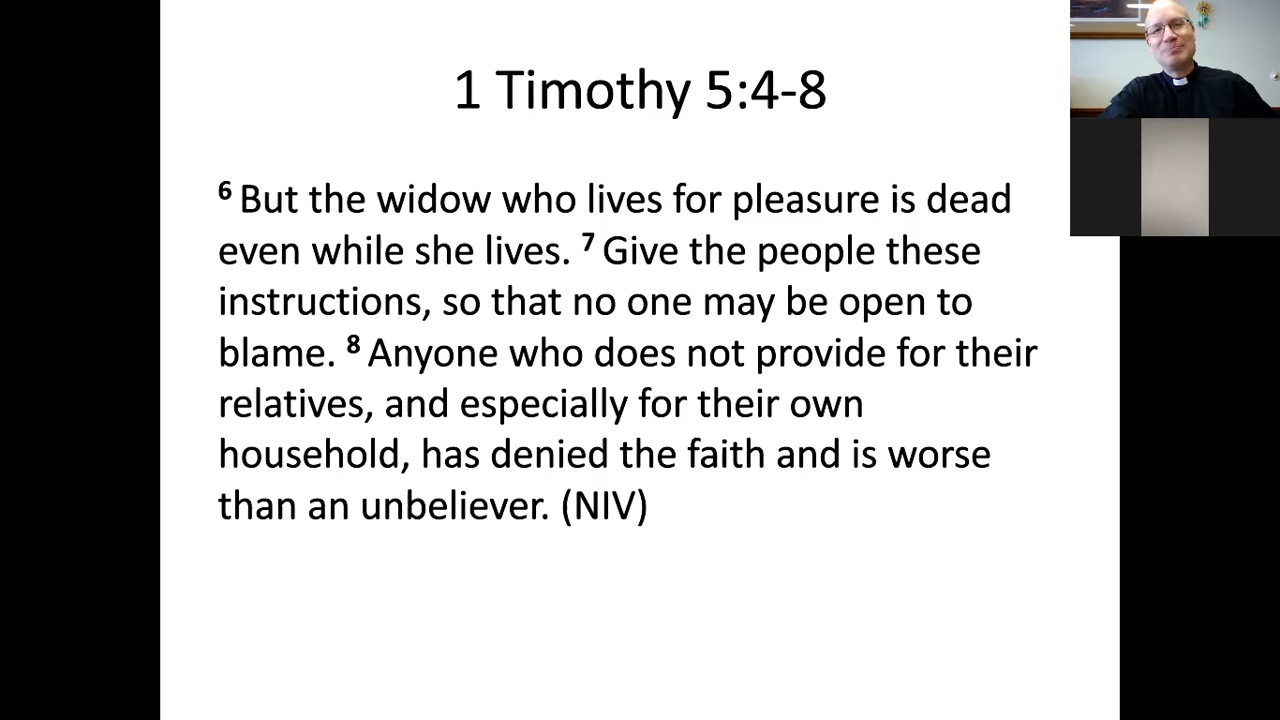 1 Timothy 5:4-8
6 But the widow who lives for pleasure is dead
even while she lives. 7 Give the people these
instructions, so that no one may be open to
blame. 8 Anyone who does not provide for their
relatives, and especially for their own
household, has denied the faith and is worse
than an unbeliever. (NIV)